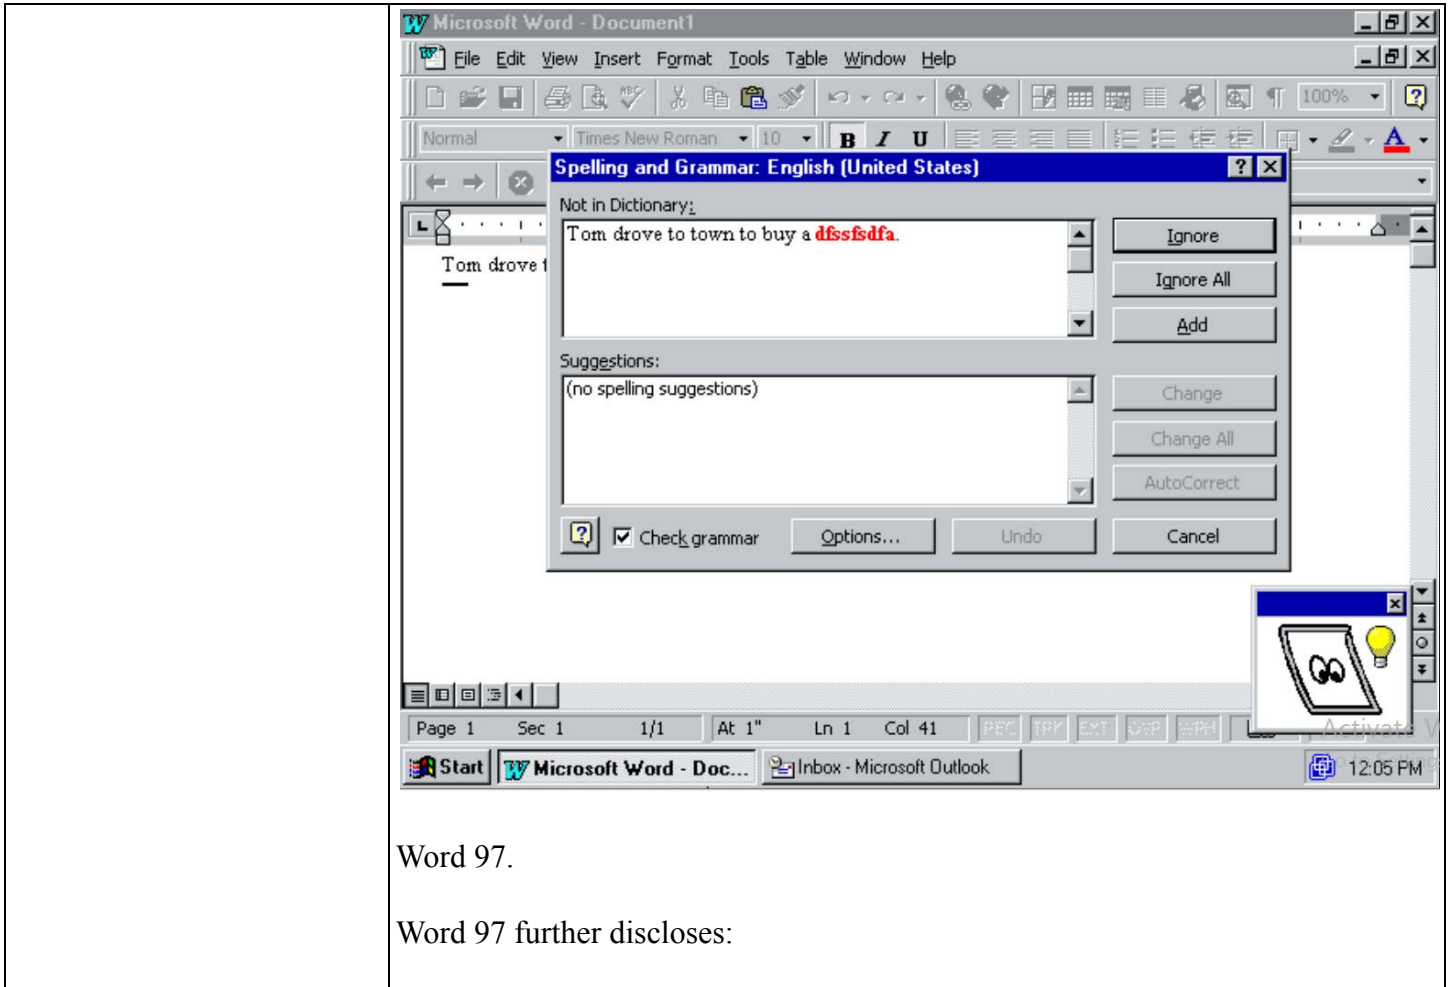 Microsoft Word - Document1
File Edit View Insert Format Tools Table Window Help
100%
Normal Times New Roman 10 B I U A
Spelling and Grammar: English (United States)
Not in Dictionary:
Tom drove to town to buy a dfssfsdfa.
Ignore
Tom drove t
Ignore All
Add
Suggestions:
(no spelling suggestions)
Change
Change All
AutoCorrect
Check grammar Options... Undo Cancel
Page 1 Sec 1 1/1 At 1" Ln 1 Col 41 REC TRK EXT OVR WPH
Start Microsoft Word - Doc... Inbox - Microsoft Outlook 12:05 PM
Word 97.
Word 97 further discloses: